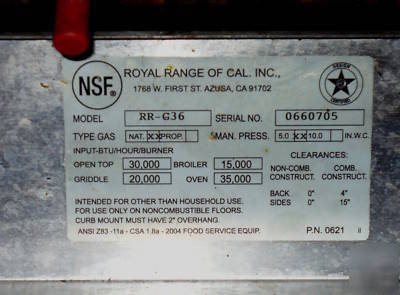 NSF®
ROYAL RANGE OF CAL. INC.,
1768 W. FIRST ST. AZUSA, CA 91702
DESIGN
CERTIFIED
MODEL RR-G36 SERIAL NO. 0660705
TYPE GAS NAT. XX PROP. MAN. PRESS. 5.0 XX 10.0 IN.W.C.
INPUT-BTU/HOUR/BURNER
OPEN TOP 30,000 BROILER 15,000
GRIDDLE 20,000 OVEN 35,000
CLEARANCES:
NON-COMB. COMB.
CONSTRUCT. CONSTRUCT.
BACK 0" 4"
SIDES 0" 15"
INTENDED FOR OTHER THAN HOUSEHOLD USE.
FOR USE ONLY ON NONCOMBUSTIBLE FLOORS.
CURB MOUNT MUST HAVE 2" OVERHANG.
ANSI Z83 -11a - CSA 1.8a - 2004 FOOD SERVICE EQUIP. P.N. 0621 ii